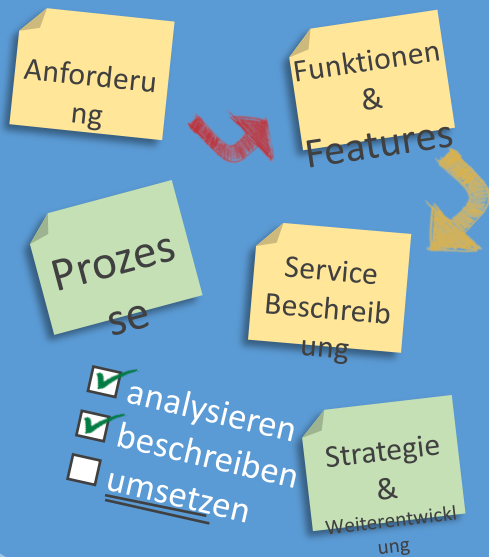 Anforderu
ng
Funktionen
&
Features
Prozes
se
Service
Beschreib
ung
analysieren
beschreiben
umsetzen
Strategie
&
Weiterentwickl
ung